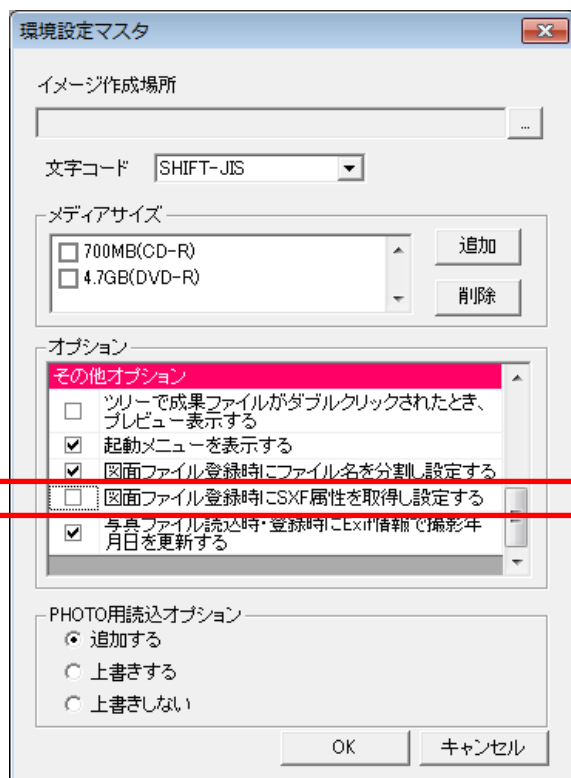 環境設定マスタ
イメージ作成場所
...
文字コード SHIFT-JIS
メディアサイズ
700MB(CD-R)
4.7GB(DVD-R)
追加
削除
オプション
その他オプション
ツリーで成果ファイルがダブルクリックされたとき、
プレビュー表示する
起動メニューを表示する
図面ファイル登録時にファイル名を分割し設定する
図面ファイル登録時にSXF属性を取得し設定する
写真ファイル読込時・登録時にExif情報で撮影年
月日を更新する
PHOTO用読込オプション
追加する
上書きする
上書きしない
OK キャンセル